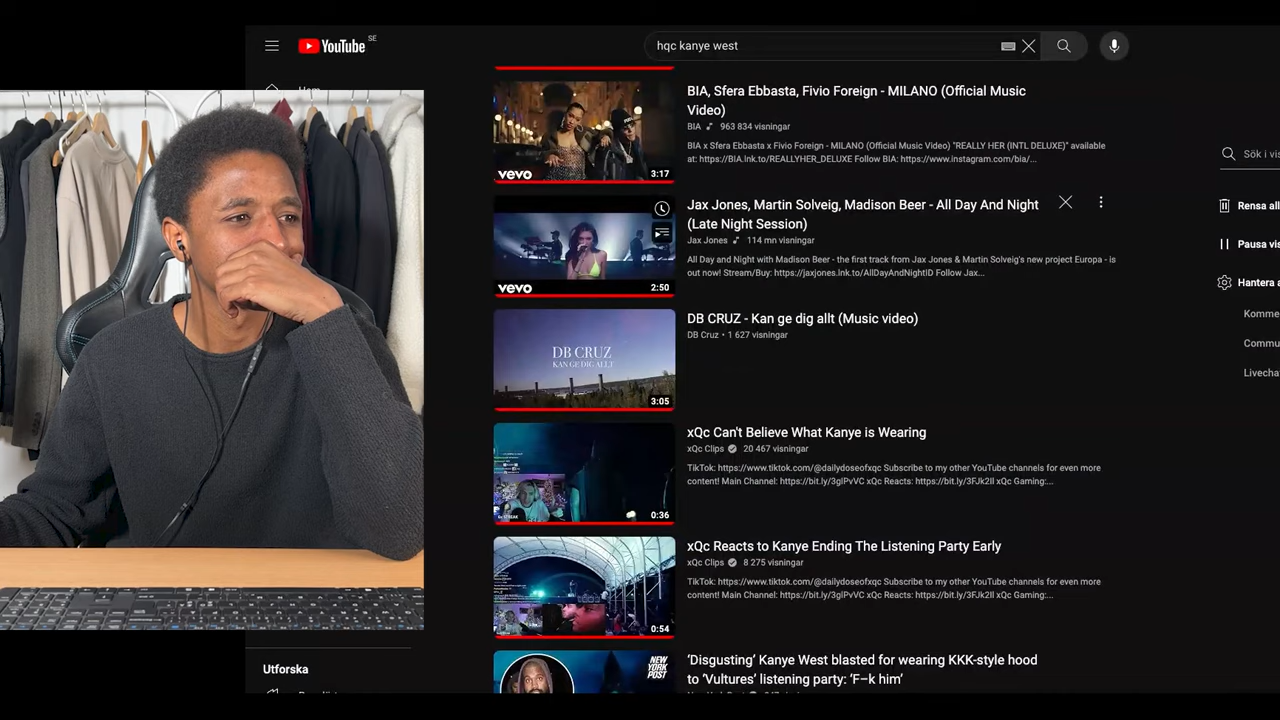 YouTube SE
hqc kanye west
BIA, Sfera Ebbasta, Fivio Foreign - MILANO (Official Music
Video)
BIA 963 834 visningar
BIA x Sfera Ebbasta x Fivio Foreign - MILANO (Official Music Video) "REALLY HER (INTL DELUXE)" available
at: https://BIA.lnk.to/REALLYHER_DELUXE Follow BIA: https://www.instagram.com/bia/...
vevo
3:17
Jax Jones, Martin Solveig, Madison Beer - All Day And Night
(Late Night Session)
Jax Jones 114 mn visningar
All Day and Night with Madison Beer - the first track from Jax Jones & Martin Solveig's new project Europa - is
out now! Stream/Buy: https://jaxjones.lnk.to/AllDayAndNightID Follow Jax...
vevo
2:50
DB CRUZ - Kan ge dig allt (Music video)
DB Cruz • 1 627 visningar
DB CRUZ
KAN GE DIG ALLT
3:05
xQc Can't Believe What Kanye is Wearing
xQc Clips 20 467 visningar
TikTok: https://www.tiktok.com/@dailydoseofxqc Subscribe to my other YouTube channels for even more
content! Main Channel: https://bit.ly/3glPvVC xQc Reacts: https://bit.ly/3FJk2Il xQc Gaming:...
0:36
xQc Reacts to Kanye Ending The Listening Party Early
xQc Clips 8 275 visningar
TikTok: https://www.tiktok.com/@dailydoseofxqc Subscribe to my other YouTube channels for even more
content! Main Channel: https://bit.ly/3glPvVC xQc Reacts: https://bit.ly/3FJk2Il xQc Gaming:...
0:54
'Disgusting' Kanye West blasted for wearing KKK-style hood
to 'Vultures' listening party: 'F–k him'
NEW
YORK
POST
Utforska
Sök i vis
Rensa all
Pausa vis
Hantera a
Komme
Commu
Livecha